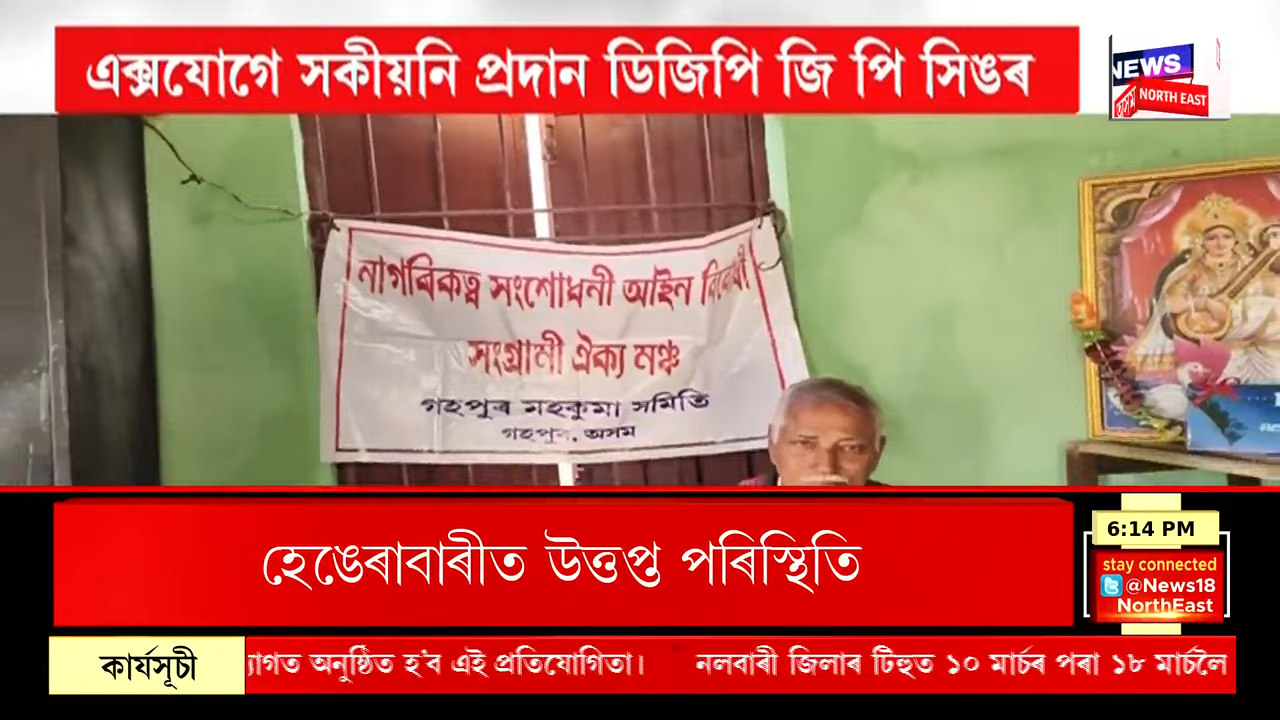 এক্সযোগে সকীয়নি প্ৰদান ডিজিপি জি পি সিঙৰ
NEWS
NORTH EAST
নাগৰিকত্ব সংশোধনী আইন বিৰোধী
সংগ্ৰামী ঐক্য মঞ্চ
গহপুৰ মহকুমা সমিতি
গহপুৰ, অসম
হেঙেৰাবাৰীত উত্তপ্ত পৰিস্থিতি
6:14 PM
stay connected
@News18
NorthEast
কাৰ্যসূচী
অনুষ্ঠিত হ'ব এই প্ৰতিযোগিতা। নলবাৰী জিলাৰ টিহুত ১০ মাৰ্চৰ পৰা ১৮ মাৰ্চলৈ